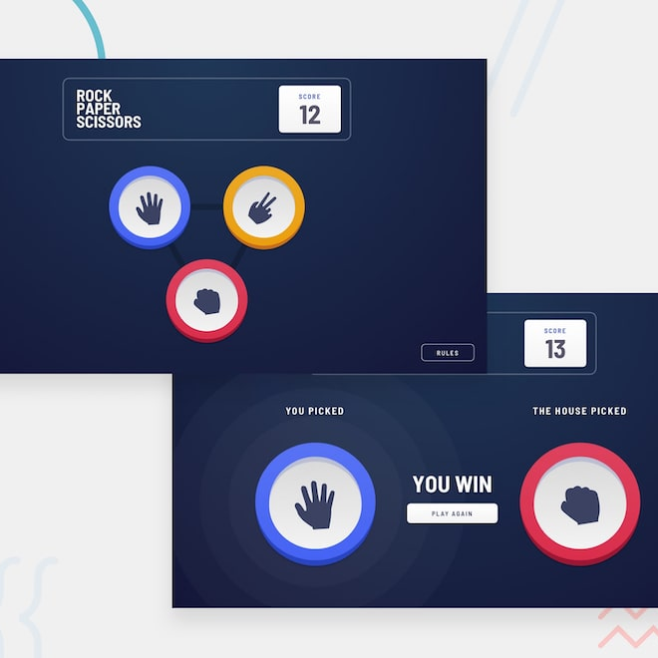 ROCK
PAPER
SCISSORS
SCORE
12
RULES
SCORE
13
YOU PICKED
THE HOUSE PICKED
YOU WIN
PLAY AGAIN